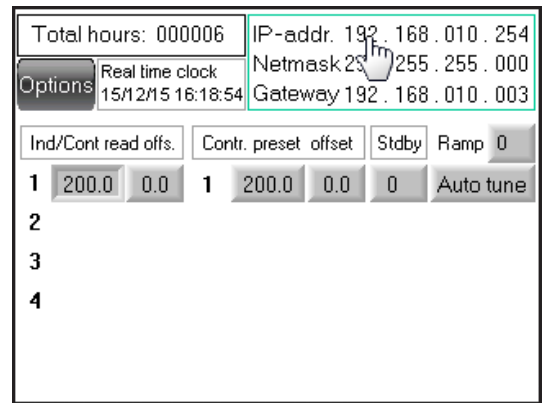 Total hours: 000006
IP-addr. 192 . 168 . 010 . 254
Options
Real time clock
15/12/15 16:18:54
Netmask . 255 . 255 . 000
Gateway 192 . 168 . 010 . 003
Ind/Cont read offs. Contr. preset offset Stdby Ramp 0
1 200.0 0.0 1 200.0 0.0 0 Auto tune
2
3
4